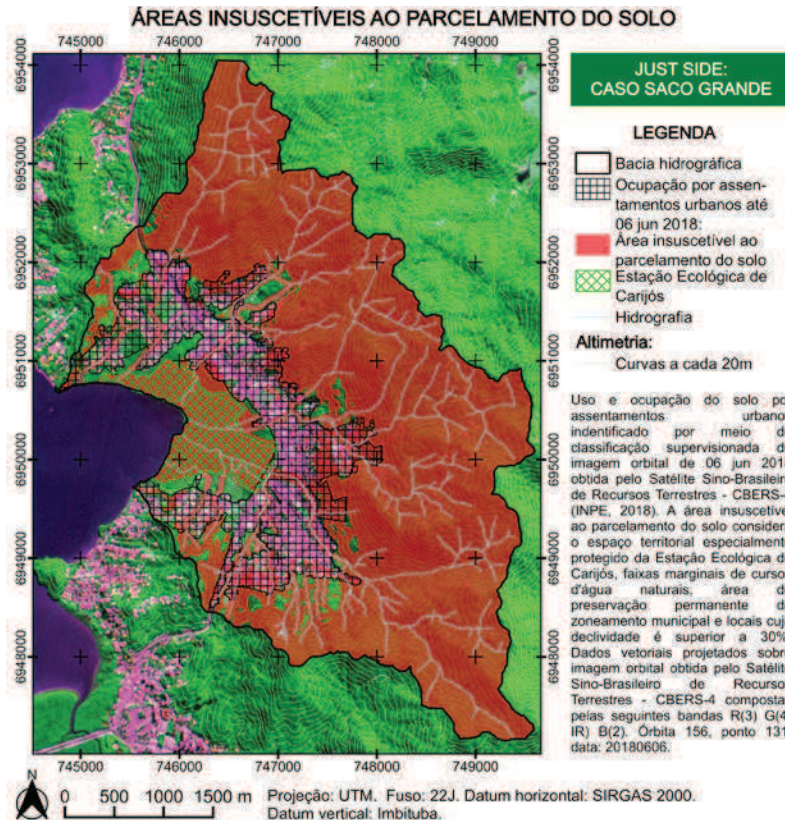 ÁREAS INSUSCETÍVEIS AO PARCELAMENTO DO SOLO
745000 746000 747000 748000 749000
6954000 6954000
6953000 6953000
6952000 6952000
6951000 6951000
6950000 6950000
6949000 6949000
6948000 6948000
745000 746000 747000 748000 749000
JUST SIDE:
CASO SACO GRANDE
LEGENDA
Bacia hidrográfica
Ocupação por assen-
tamentos urbanos até
06 jun 2018:
Área insuscetível ao
parcelamento do solo
Estação Ecológica de
Carijós
Hidrografia
Altimetria:
Curvas a cada 20m
Uso e ocupação do solo po
assentamentos urbano
indentificado por meio d
classificação supervisionada d
imagem orbital de 06 jun 201
obtida pelo Satélite Sino-Brasileir
de Recursos Terrestres - CBERS-
(INPE, 2018). A área insuscetíve
ao parcelamento do solo consider
o espaço territorial especialment
protegido da Estação Ecológica d
Carijós, faixas marginais de curso
d'água naturais, área d
preservação permanente d
zoneamento municipal e locais cuj
declividade é superior a 30%
Dados vetoriais projetados sobr
imagem orbital obtida pelo Satélit
Sino-Brasileiro de Recurso
Terrestres - CBERS-4 composta
pelas seguintes bandas R(3) G(4
IR) B(2). Órbita 156, ponto 131
data: 20180606.
N
0 500 1000 1500 m
Projeção: UTM. Fuso: 22J. Datum horizontal: SIRGAS 2000.
Datum vertical: Imbituba.